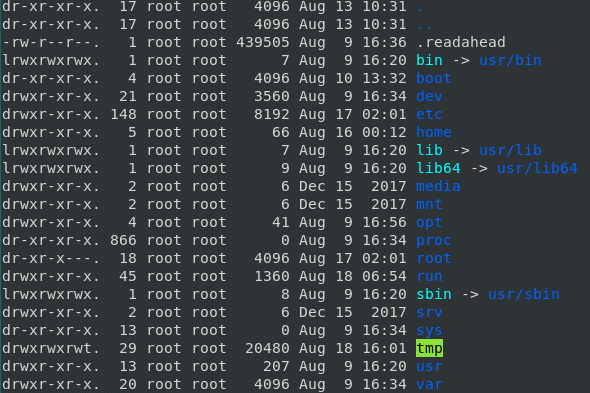 dr-xr-xr-x. 17 root root 4096 Aug 13 10:31 .
dr-xr-xr-x. 17 root root 4096 Aug 13 10:31 ..
-rw-r--r--. 1 root root 439505 Aug 9 16:36 .readahead
lrwxrwxrwx. 1 root root 7 Aug 9 16:20 bin -> usr/bin
dr-xr-xr-x. 4 root root 4096 Aug 10 13:32 boot
drwxr-xr-x. 21 root root 3560 Aug 9 16:34 dev
drwxr-xr-x. 148 root root 8192 Aug 17 02:01 etc
drwxr-xr-x. 5 root root 66 Aug 16 00:12 home
lrwxrwxrwx. 1 root root 7 Aug 9 16:20 lib -> usr/lib
lrwxrwxrwx. 1 root root 9 Aug 9 16:20 lib64 -> usr/lib64
drwxr-xr-x. 2 root root 6 Dec 15 2017 media
drwxr-xr-x. 2 root root 6 Dec 15 2017 mnt
drwxr-xr-x. 4 root root 41 Aug 9 16:56 opt
dr-xr-xr-x. 866 root root 0 Aug 9 16:34 proc
dr-xr-x---. 18 root root 4096 Aug 17 02:01 root
drwxr-xr-x. 45 root root 1360 Aug 18 06:54 run
lrwxrwxrwx. 1 root root 8 Aug 9 16:20 sbin -> usr/sbin
drwxr-xr-x. 2 root root 6 Dec 15 2017 srv
dr-xr-xr-x. 13 root root 0 Aug 9 16:34 sys
drwxrwxrwt. 29 root root 20480 Aug 18 16:01 tmp
drwxr-xr-x. 13 root root 207 Aug 9 16:20 usr
drwxr-xr-x. 20 root root 4096 Aug 9 16:34 var